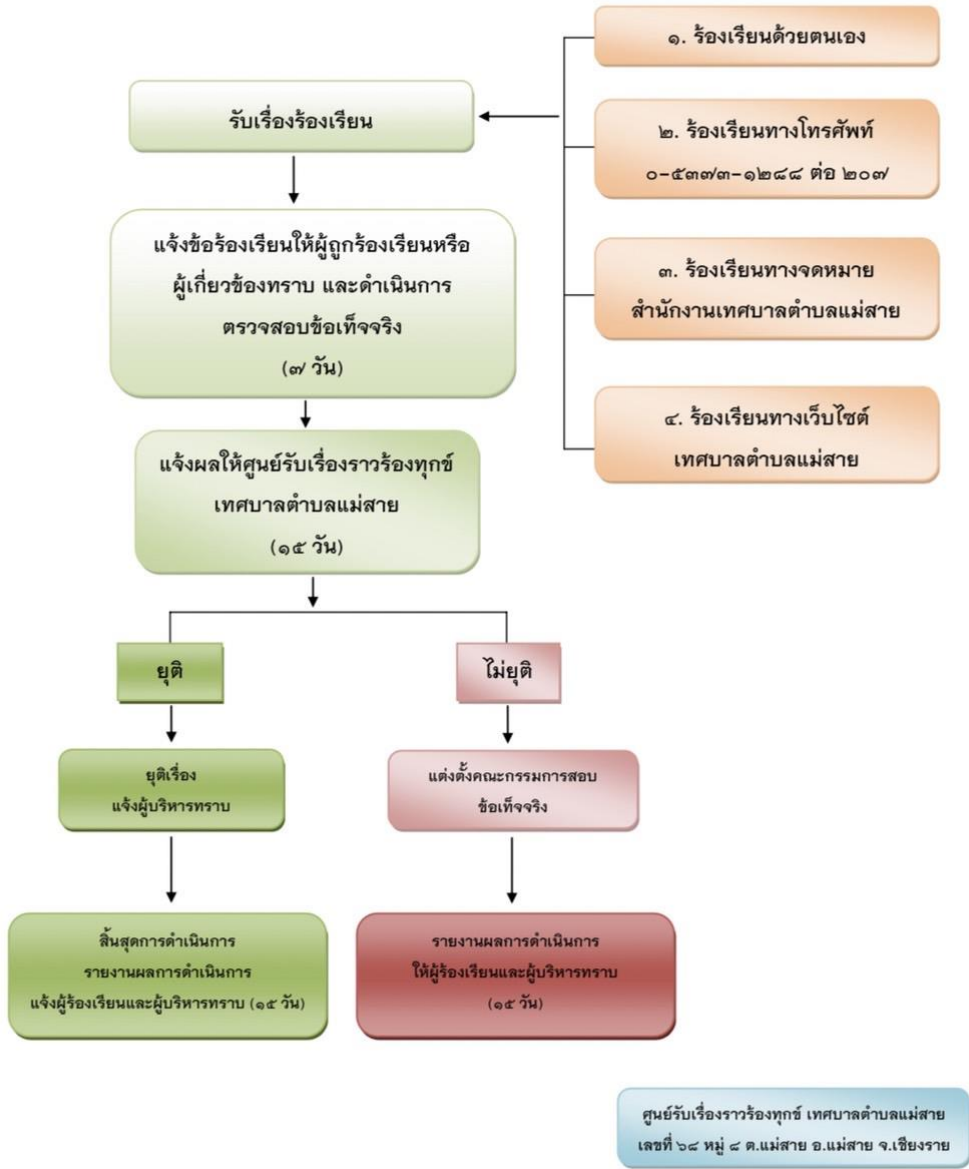 ๑. ร้องเรียนด้วยตนเอง
๒. ร้องเรียนทางโทรศัพท์
๐-๕๓๗๓-๑๒๘๘ ต่อ ๒๐๗
๓. ร้องเรียนทางจดหมาย
สำนักงานเทศบาลตำบลแม่สาย
๔. ร้องเรียนทางเว็บไซต์
เทศบาลตำบลแม่สาย
รับเรื่องร้องเรียน
แจ้งข้อร้องเรียนให้ผู้ถูกร้องเรียนหรือ
ผู้เกี่ยวข้องทราบ และดำเนินการ
ตรวจสอบข้อเท็จจริง
(๗ วัน)
แจ้งผลให้ศูนย์รับเรื่องราวร้องทุกข์
เทศบาลตำบลแม่สาย
(๑๕ วัน)
ยุติ
ยุติเรื่อง
แจ้งผู้บริหารทราบ
สิ้นสุดการดำเนินการ
รายงานผลการดำเนินการ
แจ้งผู้ร้องเรียนและผู้บริหารทราบ (๑๕ วัน)
ไม่ยุติ
แต่งตั้งคณะกรรมการสอบ
ข้อเท็จจริง
รายงานผลการดำเนินการ
ให้ผู้ร้องเรียนและผู้บริหารทราบ
(๑๕ วัน)
ศูนย์รับเรื่องราวร้องทุกข์ เทศบาลตำบลแม่สาย
เลขที่ ๖๘ หมู่ ๘ ต.แม่สาย อ.แม่สาย จ.เชียงราย